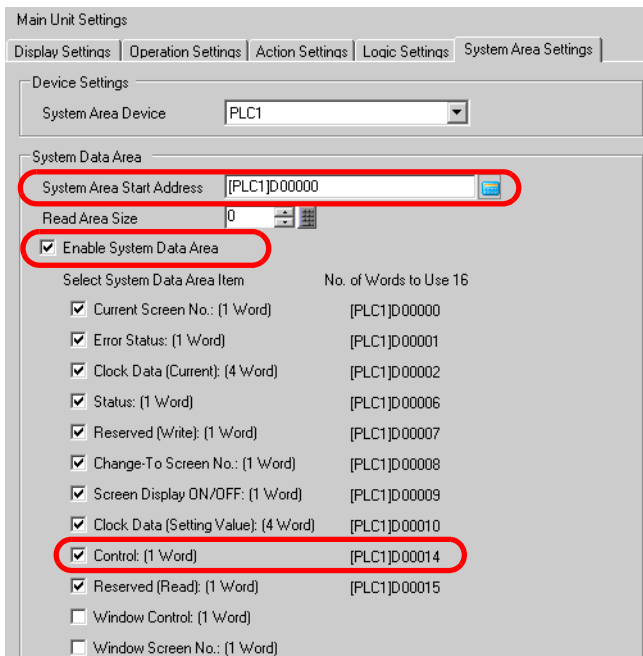 Main Unit Settings
Display Settings Operation Settings Action Settings Logic Settings System Area Settings
Device Settings
System Area Device PLC1
System Data Area
System Area Start Address [PLC1]D00000
Read Area Size 0
Enable System Data Area
Select System Data Area Item No. of Words to Use 16
Current Screen No.: (1 Word) [PLC1]D00000
Error Status: (1 Word) [PLC1]D00001
Clock Data (Current): (4 Word) [PLC1]D00002
Status: (1 Word) [PLC1]D00006
Reserved (Write): (1 Word) [PLC1]D00007
Change-To Screen No.: (1 Word) [PLC1]D00008
Screen Display ON/OFF: (1 Word) [PLC1]D00009
Clock Data (Setting Value): (4 Word) [PLC1]D00010
Control: (1 Word) [PLC1]D00014
Reserved (Read): (1 Word) [PLC1]D00015
Window Control: (1 Word)
Window Screen No.: (1 Word)